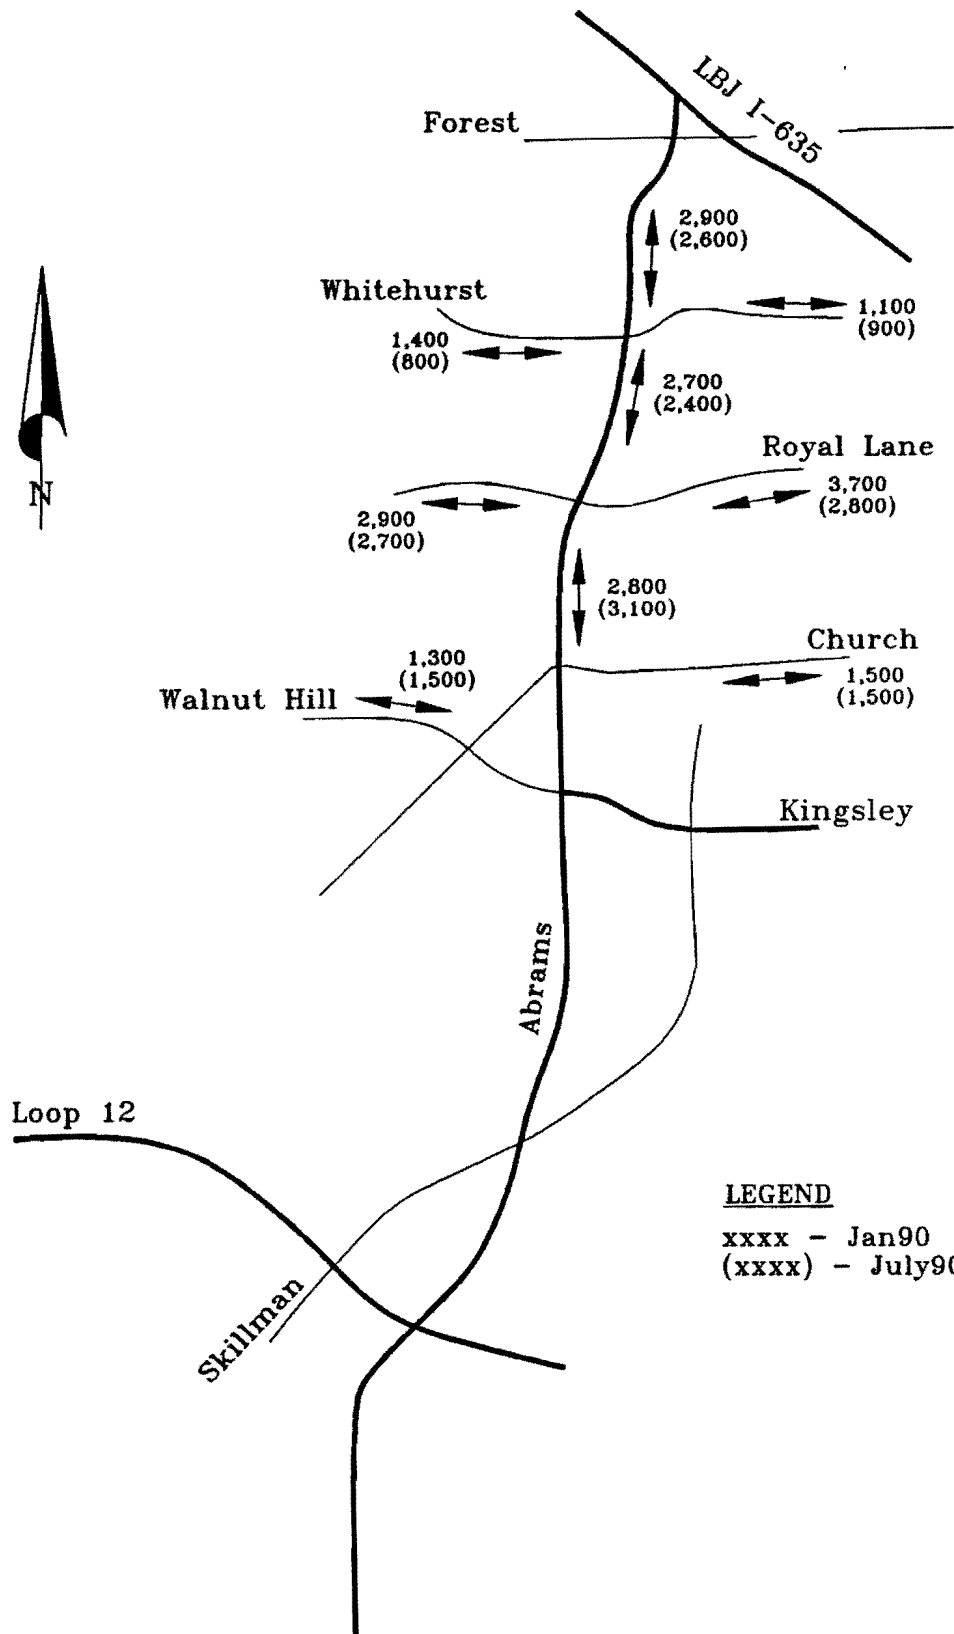 LBJ I-635
Forest
2,900
(2,600)
Whitehurst
1,100
(900)
1,400
(800)
2,700
(2,400)
Royal Lane
3,700
(2,800)
2,900
(2,700)
N
2,800
(3,100)
Church
1,300
(1,500)
1,500
(1,500)
Walnut Hill
Kingsley
Abrams
Loop 12
LEGEND
xxxx - Jan90
(xxxx) - July90
Skillman